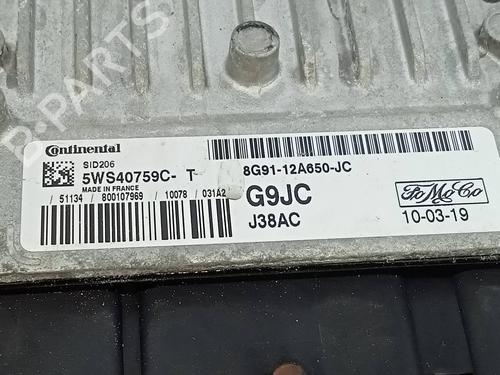 B-PARTS
Continental
SID206
5WS40759C- T
MADE IN FRANCE
/ 51134 / 800107969 / 10078 / 031A2
8G91-12A650-JC
G9JC
J38AC
FoMoCo
10-03-19